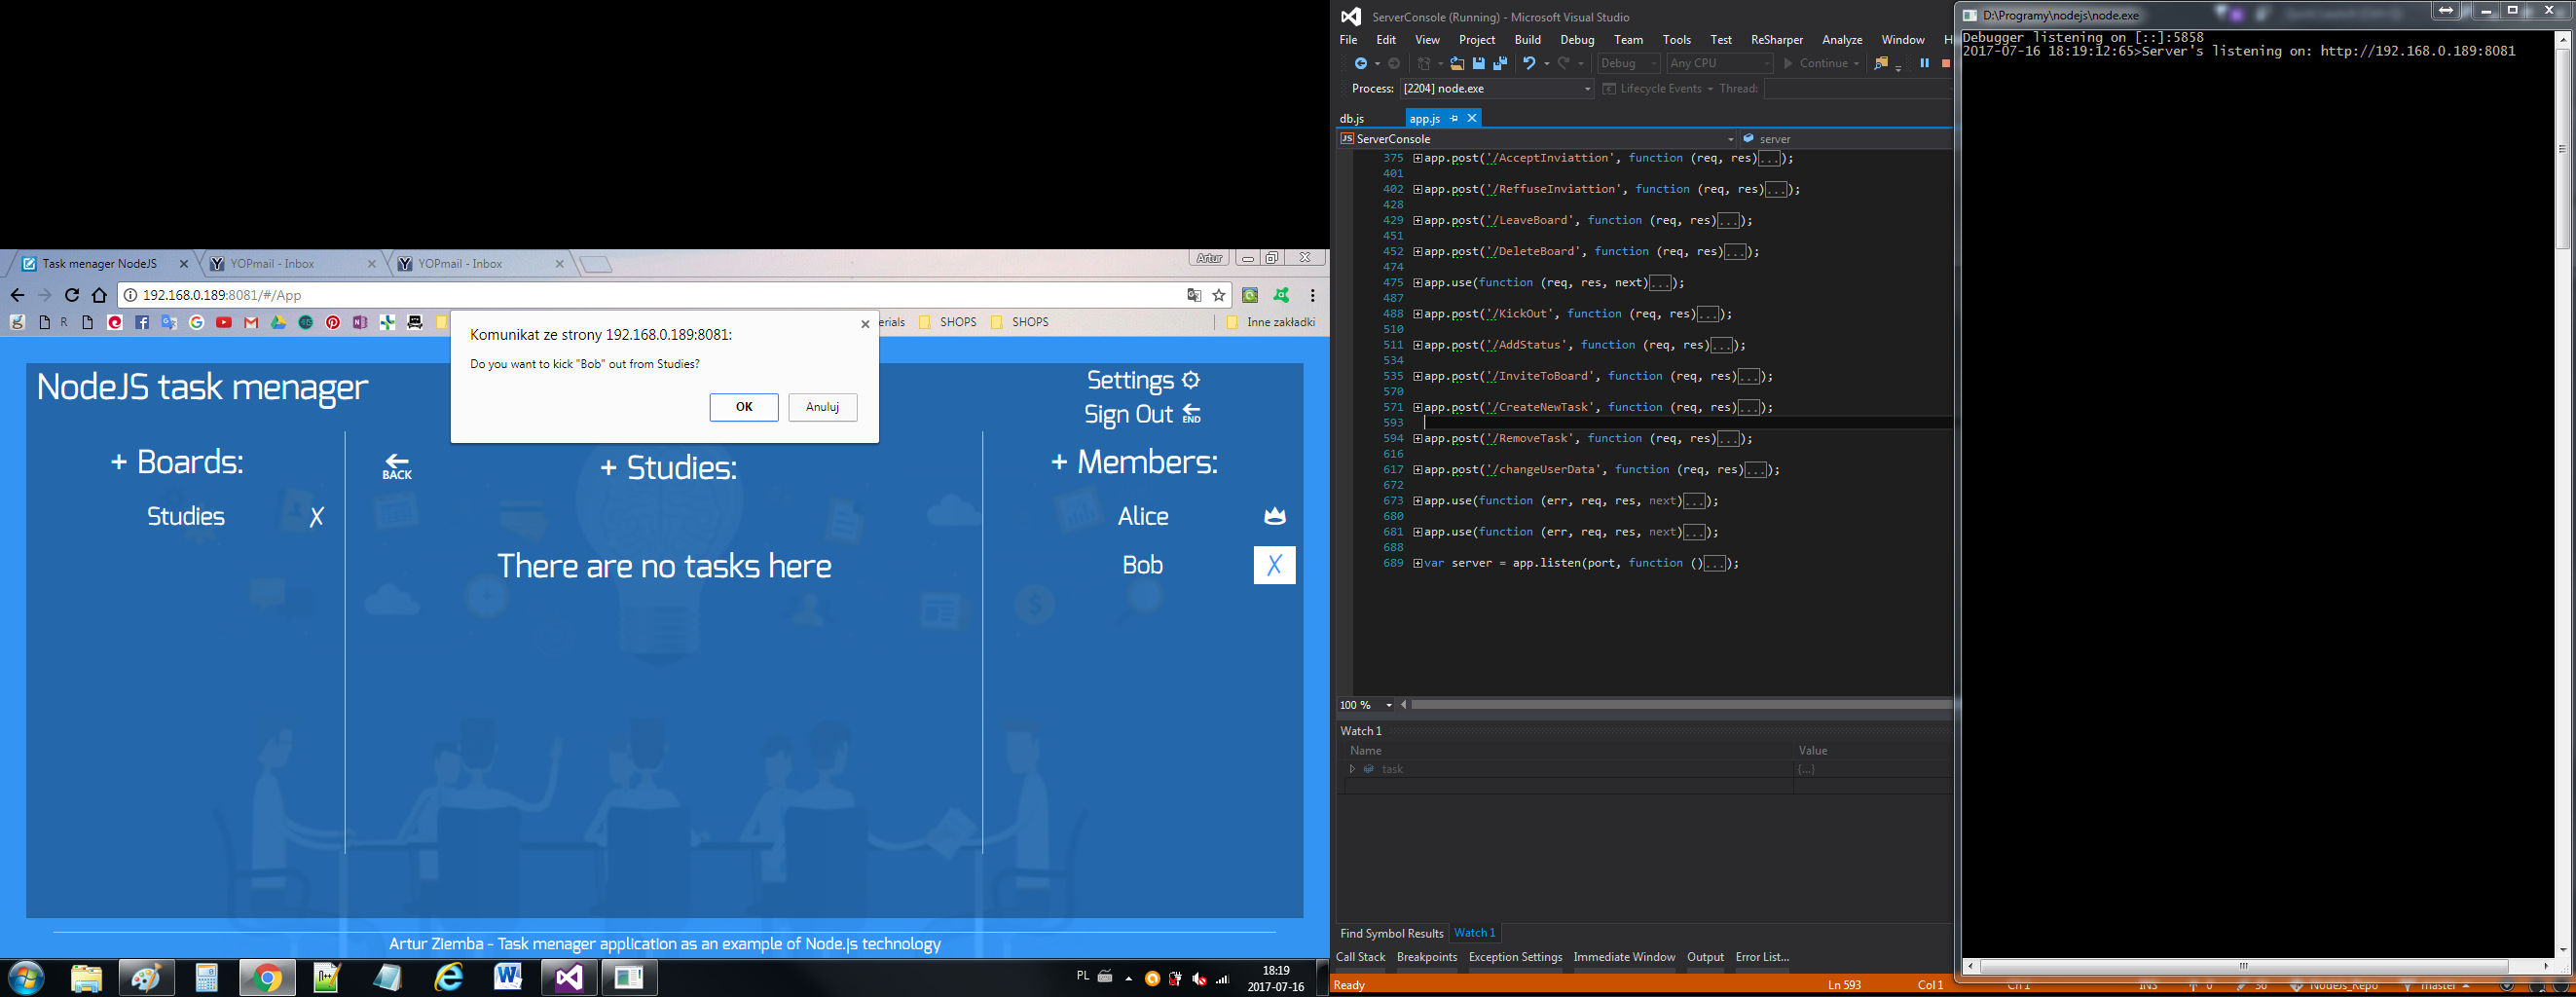 Task menager NodeJS
YOPmail - Inbox
YOPmail - Inbox
Artur
192.168.0.189:8081/#/App
R
erials
SHOPS
SHOPS
Inne zakładki
Komunikat ze strony 192.168.0.189:8081:
Do you want to kick "Bob" out from Studies?
OK
Anuluj
NodeJS task menager
Settings
Sign Out
END
+ Boards:
BACK
+ Studies:
+ Members:
Studies X
Alice
There are no tasks here
Bob X
Artur Ziemba - Task menager application as an example of Node.js technology
PL
18:19
2017-07-16
ServerConsole (Running) - Microsoft Visual Studio
File Edit View Project Build Debug Team Tools Test ReSharper Analyze Window H
Debug Any CPU Continue
Process: [2204] node.exe Lifecycle Events Thread:
db.js app.js
JS ServerConsole server
375 app.post('/AcceptInviattion', function (req, res)...);
401
402 app.post('/ReffuseInviattion', function (req, res)...);
428
429 app.post('/LeaveBoard', function (req, res)...);
451
452 app.post('/DeleteBoard', function (req, res)...);
474
475 app.use(function (req, res, next)...);
487
488 app.post('/KickOut', function (req, res)...);
510
511 app.post('/AddStatus', function (req, res)...);
534
535 app.post('/InviteToBoard', function (req, res)...);
570
571 app.post('/CreateNewTask', function (req, res)...);
593
594 app.post('/RemoveTask', function (req, res)...);
616
617 app.post('/changeUserData', function (req, res)...);
672
673 app.use(function (err, req, res, next)...);
680
681 app.use(function (err, req, res, next)...);
688
689 var server = app.listen(port, function ()...);
100 %
Watch 1
Name Value
task {...}
Find Symbol Results Watch 1
Call Stack Breakpoints Exception Settings Immediate Window Output Error List...
Ready Ln 593 Col 1 Ch 1 INS 0 36 NodeJS_Repo master
D:\Programy\nodejs\node.exe
Debugger listening on [::]:5858
2017-07-16 18:19:12:65>Server's listening on: http://192.168.0.189:8081